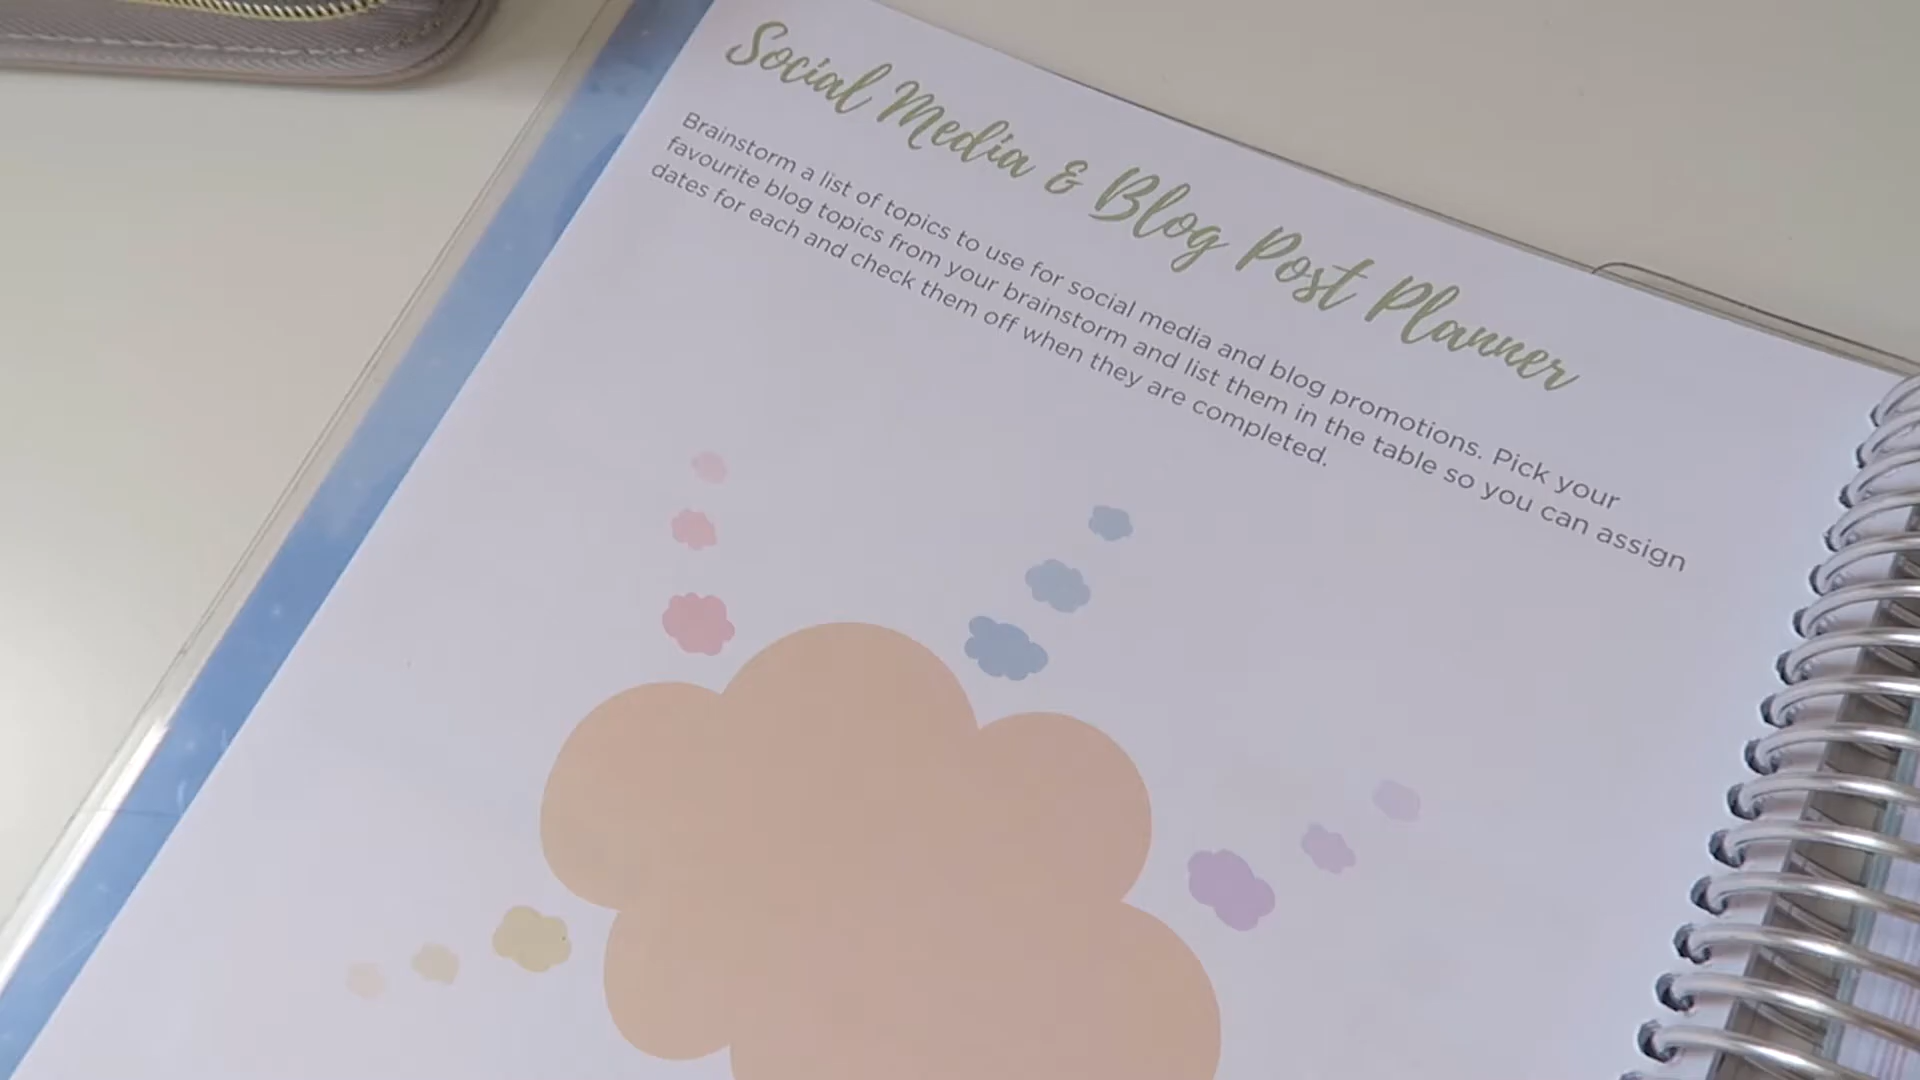 Social Media & Blog Post Planner
Brainstorm a list of topics to use for social media and blog promotions. Pick your
favourite blog topics from your brainstorm and list them in the table so you can assign
dates for each and check them off when they are completed.